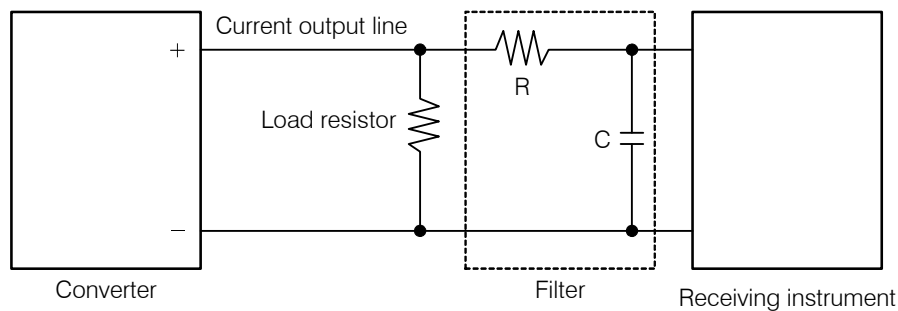 Current output line
+
R
Load resistor
C
−
Converter
Filter
Receiving instrument